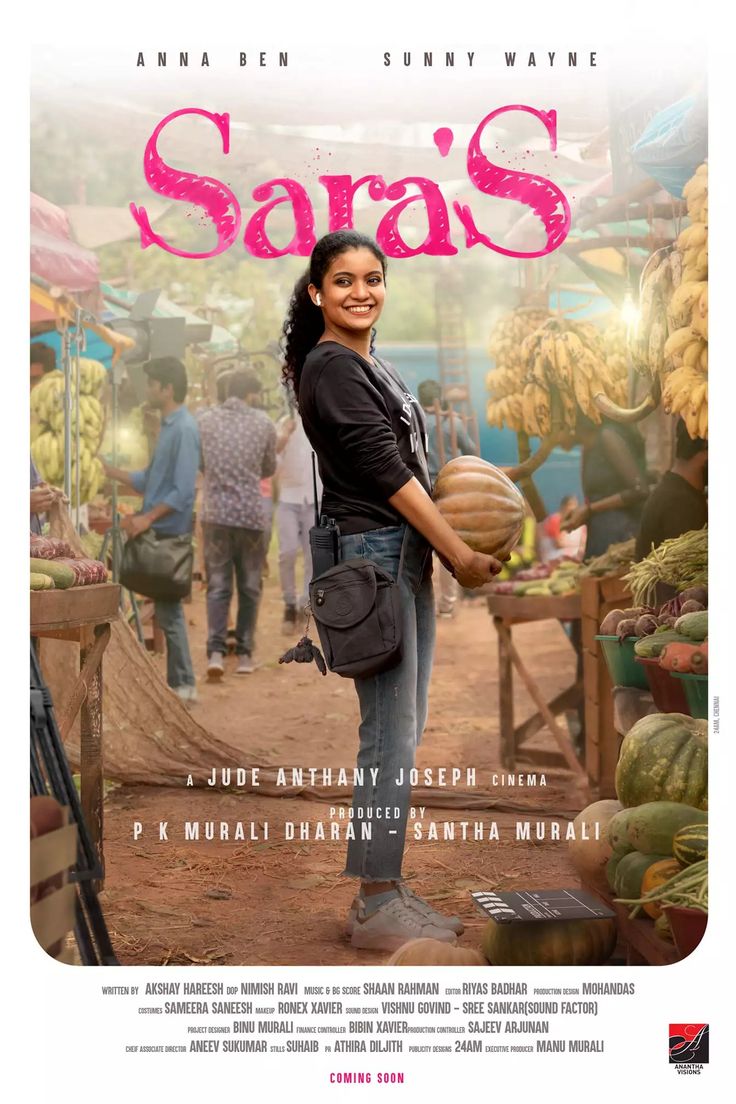 ANNA BEN SUNNY WAYNE
Sara'S
A JUDE ANTHANY JOSEPH CINEMA
PRODUCED BY
P K MURALI DHARAN - SANTHA MURALI
24AM, CHENNAI
WRITTEN BY AKSHAY HAREESH DOP NIMISH RAVI MUSIC & BG SCORE SHAAN RAHMAN EDITOR RIYAS BADHAR PRODUCTION DESIGN MOHANDAS
COSTUMES SAMEERA SANEESH MAKEUP RONEX XAVIER SOUND DESIGN VISHNU GOVIND - SREE SANKAR(SOUND FACTOR)
PROJECT DESIGNER BINU MURALI FINANCE CONTROLLER BIBIN XAVIER PRODUCTION CONTROLLER SAJEEV ARJUNAN
CHEIF ASSOCIATE DIRECTOR ANEEV SUKUMAR STILLS SUHAIB PR ATHIRA DILJITH PUBLICITY DESIGNS 24AM EXECUTIVE PRODUCER MANU MURALI
ANANTHA
VISIONS
COMING SOON